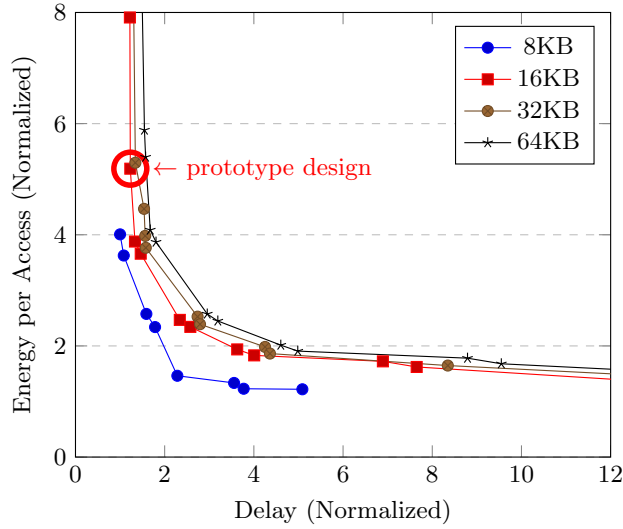 8
6
4
2
0
0 2 4 6 8 10 12
Energy per Access (Normalized)
Delay (Normalized)
8KB
16KB
32KB
64KB
← prototype design